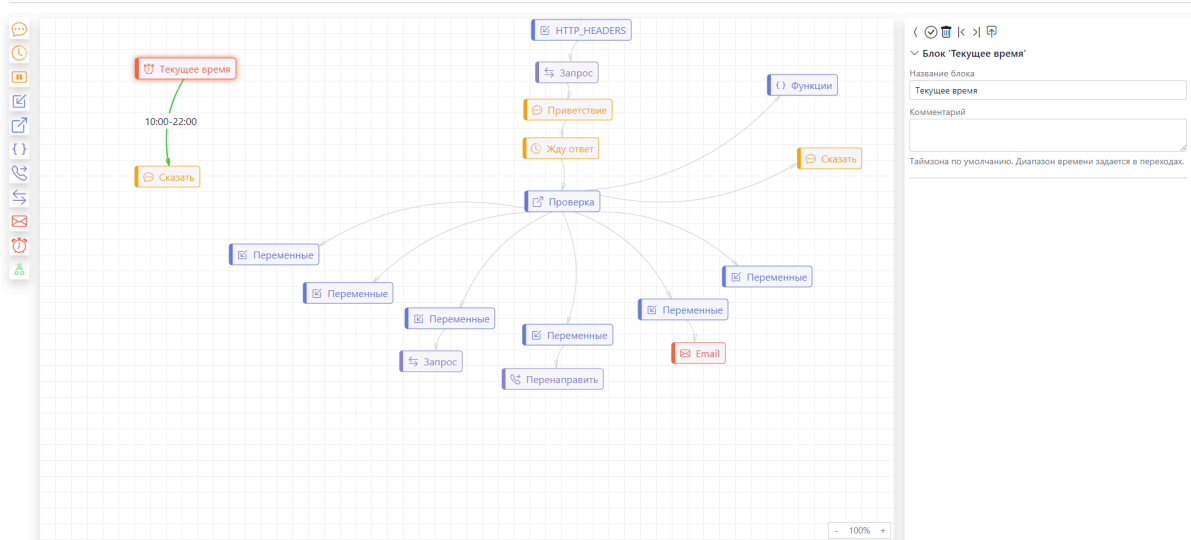 HTTP_HEADERS
Текущее время
Запрос
{ } Функции
Приветствие
10:00-22:00
Жду ответ
Сказать
Сказать
Проверка
Переменные
Переменные
Переменные
Переменные
Переменные
Переменные
Запрос
Email
Перенаправить
- 100% +
Блок 'Текущее время'
Название блока
Текущее время
Комментарий
Таймзона по умолчанию. Диапазон времени задается в переходах.